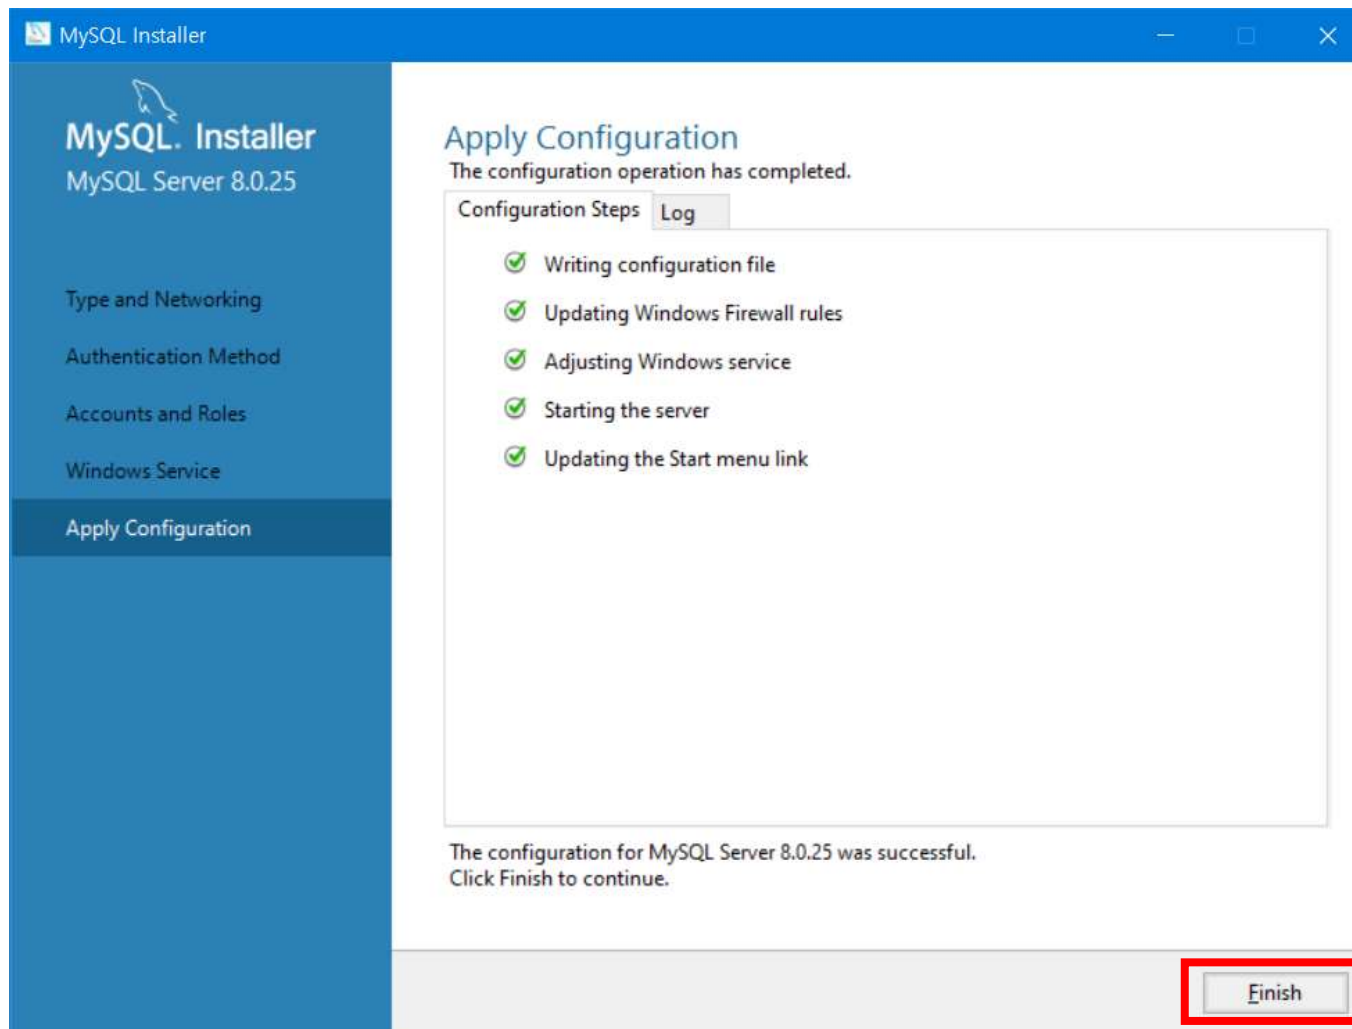 MySQL Installer
MySQL. Installer
MySQL Server 8.0.25
Type and Networking
Authentication Method
Accounts and Roles
Windows Service
Apply Configuration
Apply Configuration
The configuration operation has completed.
Configuration Steps Log
Writing configuration file
Updating Windows Firewall rules
Adjusting Windows service
Starting the server
Updating the Start menu link
The configuration for MySQL Server 8.0.25 was successful.
Click Finish to continue.
Finish